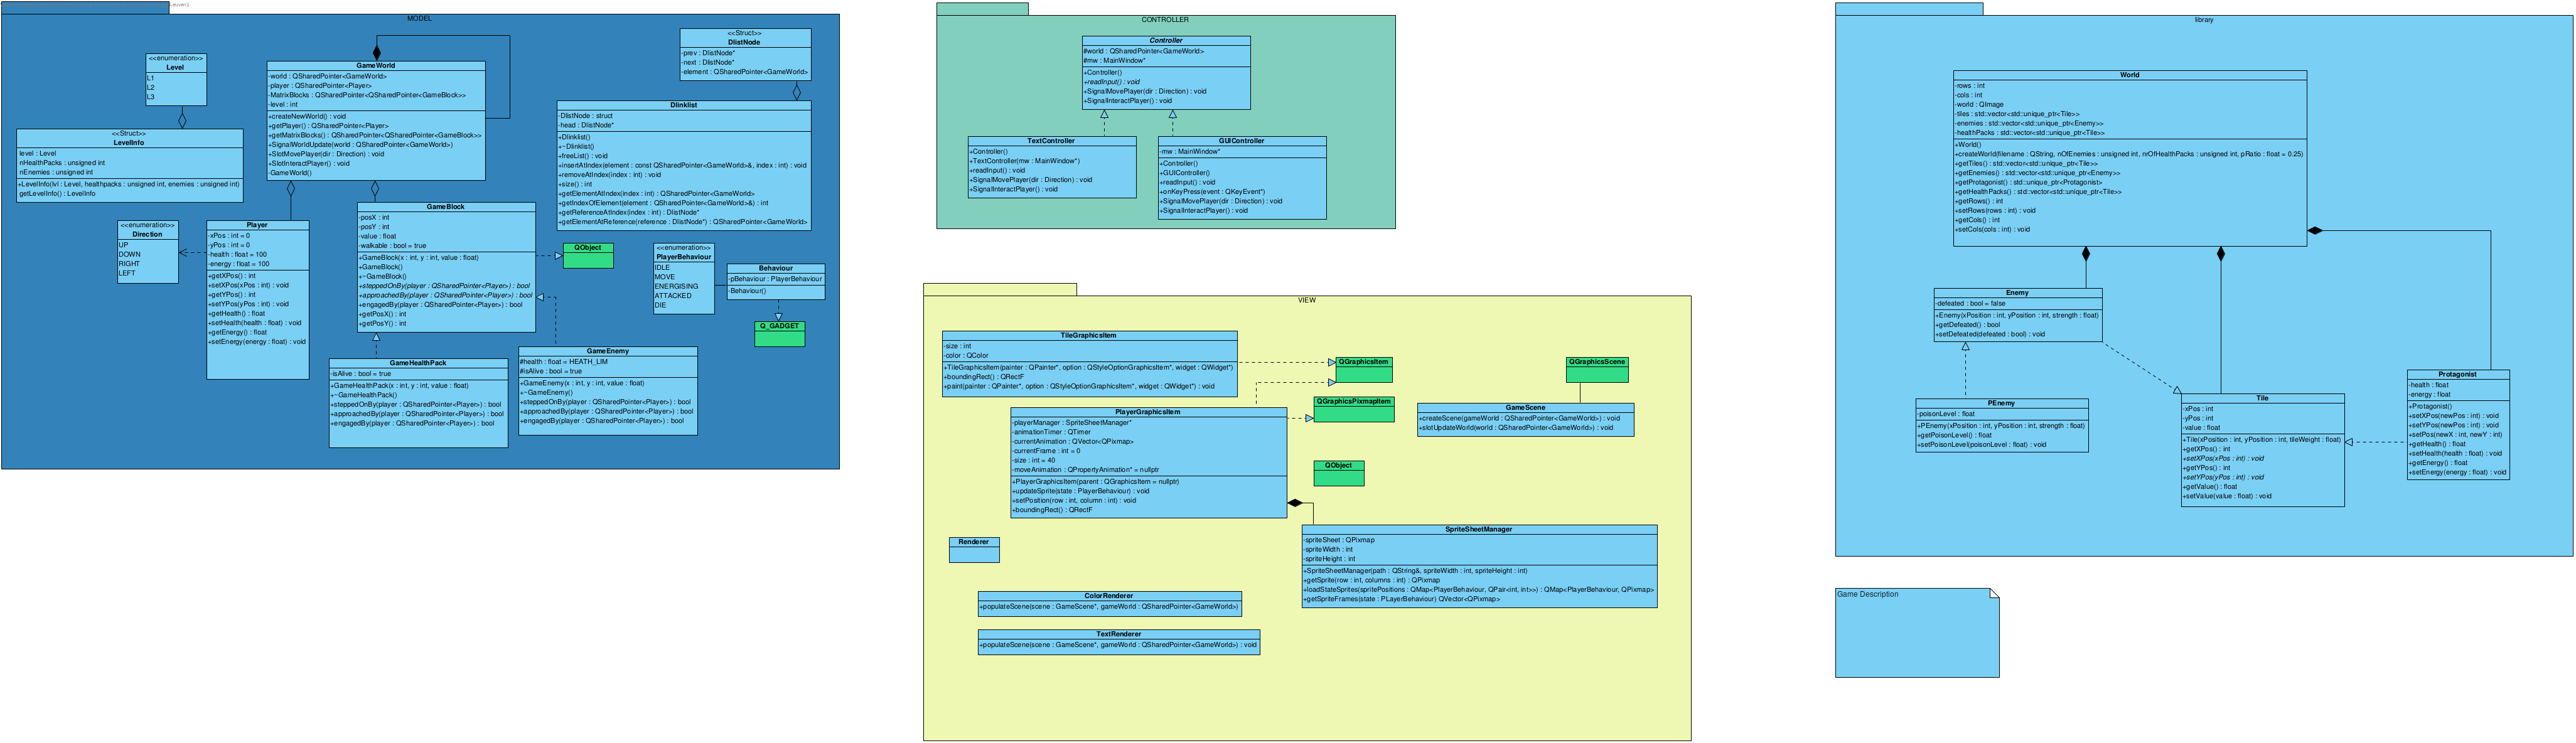 MODEL
<<enumeration>>
Level
L1
L2
L3
<<Struct>>
LevelInfo
level : Level
nHealthPacks : unsigned int
nEnemies : unsigned int
+LevelInfo(lvl : Level, healthpacks : unsigned int, enemies : unsigned int)
getLevelInfo() : LevelInfo
GameWorld
-world : QSharedPointer<GameWorld>
-player : QSharedPointer<Player>
-MatrixBlocks : QSharedPointer<QSharedPointer<GameBlock>>
-level : int
+createNewWorld() : void
+getPlayer() : QSharedPointer<Player>
+getMatrixBlocks() : QSharedPointer<QSharedPointer<GameBlock>>
+SignalWorldUpdate(world : QSharedPointer<GameWorld>)
+SlotMovePlayer(dir : Direction) : void
+SlotInteractPlayer() : void
-GameWorld()
<<Struct>>
DlistNode
-prev : DlistNode*
-next : DlistNode*
-element : QSharedPointer<GameWorld>
Dlinklist
-DlistNode : struct
-head : DlistNode*
+Dlinklist()
+~Dlinklist()
+freeList() : void
+insertAtIndex(element : const QSharedPointer<GameWorld>&, index : int) : void
+removeAtIndex(index : int) : void
+size() : int
+getElementAtIndex(index : int) : QSharedPointer<GameWorld>
+getIndexOfElement(element : QSharedPointer<GameWorld>&) : int
+getReferenceAtIndex(index : int) : DlistNode*
+getElementAtReference(reference : DlistNode*) : QSharedPointer<GameWorld>
<<enumeration>>
Direction
UP
DOWN
RIGHT
LEFT
Player
-xPos : int = 0
-yPos : int = 0
-health : float = 100
-energy : float = 100
+getXPos() : int
+setXPos(xPos : int) : void
+getYPos() : int
+setYPos(yPos : int) : void
+getHealth() : float
+setHealth(health : float) : void
+getEnergy() : float
+setEnergy(energy : float) : void
GameBlock
-posX : int
-posY : int
-value : float
-walkable : bool = true
+GameBlock(x : int, y : int, value : float)
+GameBlock()
+~GameBlock()
+steppedOnBy(player : QSharedPointer<Player>) : bool
+approachedBy(player : QSharedPointer<Player>) : bool
+engagedBy(player : QSharedPointer<Player>) : bool
+getPosX() : int
+getPosY() : int
QObject
<<enumeration>>
PlayerBehaviour
IDLE
MOVE
ENERGISING
ATTACKED
DIE
Behaviour
-pBehaviour : PlayerBehaviour
-Behaviour()
Q_GADGET
GameHealthPack
-isAlive : bool = true
+GameHealthPack(x : int, y : int, value : float)
+~GameHealthPack()
+steppedOnBy(player : QSharedPointer<Player>) : bool
+approachedBy(player : QSharedPointer<Player>) : bool
+engagedBy(player : QSharedPointer<Player>) : bool
GameEnemy
#health : float = HEATH_LIM
#isAlive : bool = true
+GameEnemy(x : int, y : int, value : float)
+~GameEnemy()
+steppedOnBy(player : QSharedPointer<Player>) : bool
+approachedBy(player : QSharedPointer<Player>) : bool
+engagedBy(player : QSharedPointer<Player>) : bool
CONTROLLER
Controller
#world : QSharedPointer<GameWorld>
#mw : MainWindow*
+Controller()
+readInput() : void
+SignalMovePlayer(dir : Direction) : void
+SignalInteractPlayer() : void
TextController
+Controller()
+TextController(mw : MainWindow*)
+readInput() : void
+SignalMovePlayer(dir : Direction) : void
+SignalInteractPlayer() : void
GUIController
-mw : MainWindow*
+Controller()
+GUIController()
+readInput() : void
+onKeyPress(event : QKeyEvent*)
+SignalMovePlayer(dir : Direction) : void
+SignalInteractPlayer() : void
VIEW
TileGraphicsItem
-size : int
-color : QColor
+TileGraphicsItem(painter : QPainter*, option : QStyleOptionGraphicsItem*, widget : QWidget*)
+boundingRect() : QRectF
+paint(painter : QPainter*, option : QStyleOptionGraphicsItem*, widget : QWidget*) : void
QGraphicsItem
QGraphicsPixmapItem
QObject
QGraphicsScene
GameScene
+createScene(gameWorld : QSharedPointer<GameWorld>) : void
+slotUpdateWorld(world : QSharedPointer<GameWorld>) : void
PlayerGraphicsItem
-playerManager : SpriteSheetManager*
-animationTimer : QTimer
-currentAnimation : QVector<QPixmap>
-currentFrame : int = 0
-size : int = 40
-moveAnimation : QPropertyAnimation* = nullptr
+PlayerGraphicsItem(parent : QGraphicsItem = nullptr)
+updateSprite(state : PlayerBehaviour) : void
+setPosition(row : int, column : int) : void
+boundingRect() : QRectF
SpriteSheetManager
-spriteSheet : QPixmap
-spriteWidth : int
-spriteHeight : int
+SpriteSheetManager(path : QString&, spriteWidth : int, spriteHeight : int)
+getSprite(row : int, columns : int) : QPixmap
+loadStateSprites(spritePositions : QMap<PlayerBehaviour, QPair<int, int>>) : QMap<PlayerBehaviour, QPixmap>
+getSpriteFrames(state : PLayerBehaviour) QVector<QPixmap>
Renderer
ColorRenderer
+populateScene(scene : GameScene*, gameWorld : QSharedPointer<GameWorld>)
TextRenderer
+populateScene(scene : GameScene*, gameWorld : QSharedPointer<GameWorld>) : void
library
World
-rows : int
-cols : int
-world : QImage
-tiles : std::vector<std::unique_ptr<Tile>>
-enemies : std::vector<std::unique_ptr<Enemy>>
-healthPacks : std::vector<std::unique_ptr<Tile>>
+World()
+createWorld(filename : QString, nOfEnemies : unsigned int, nrOfHealthPacks : unsigned int, pRatio : float = 0.25)
+getTiles() : std::vector<std::unique_ptr<Tile>>
+getEnemies() : std::vector<std::unique_ptr<Enemy>>
+getProtagonist() : std::unique_ptr<Protagonist>
+getHealthPacks() : std::vector<std::unique_ptr<Tile>>
+getRows() : int
+setRows(rows : int) : void
+getCols() : int
+setCols(cols : int) : void
Enemy
-defeated : bool = false
+Enemy(xPosition : int, yPosition : int, strength : float)
+getDefeated() : bool
+setDefeated(defeated : bool) : void
PEnemy
-poisonLevel : float
+PEnemy(xPosition : int, yPosition : int, strength : float)
+getPoisonLevel() : float
+setPoisonLevel(poisonLevel : float) : void
Tile
-xPos : int
-yPos : int
-value : float
+Tile(xPosition : int, yPosition : int, tileWeight : float)
+getXPos() : int
+setXPos(xPos : int) : void
+getYPos() : int
+setYPos(yPos : int) : void
+getValue() : float
+setValue(value : float) : void
Protagonist
-health : float
-energy : float
+Protagonist()
+setXPos(newPos : int) : void
+setYPos(newPos : int) : void
+setPos(newX : int, newY : int)
+getHealth() : float
+setHealth(health : float) : void
+getEnergy() : float
+setEnergy(energy : float) : void
Game Description